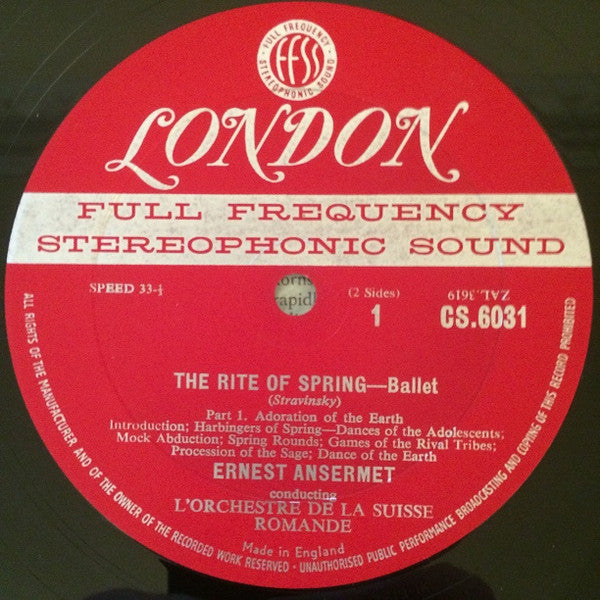 FULL FREQUENCY
FFSS
STEREOPHONIC SOUND
LONDON
FULL FREQUENCY
STEREOPHONIC SOUND
SPEED 33-⅓
(2 Sides)
1
ZAL.3619
CS.6031
THE RITE OF SPRING—Ballet
(Stravinsky)
Part 1. Adoration of the Earth
Introduction; Harbingers of Spring—Dances of the Adolescents;
Mock Abduction; Spring Rounds; Games of the Rival Tribes;
Procession of the Sage; Dance of the Earth
ERNEST ANSERMET
conducting
L'ORCHESTRE DE LA SUISSE
ROMANDE
Made in England
ALL RIGHTS OF THE MANUFACTURER AND OF THE OWNER OF THE RECORDED WORK RESERVED · UNAUTHORISED PUBLIC PERFORMANCE BROADCASTING AND COPYING OF THIS RECORD PROHIBITED